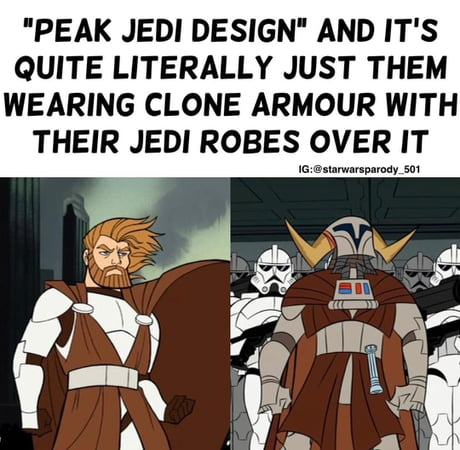 "PEAK JEDI DESIGN" AND IT'S
QUITE LITERALLY JUST THEM
WEARING CLONE ARMOUR WITH
THEIR JEDI ROBES OVER IT
IG:@starwarsparody_501